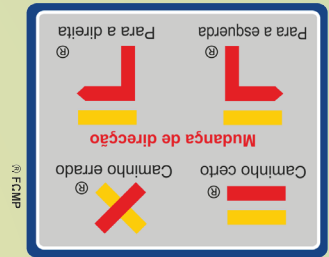 Caminho certo
®
Caminho errado
®
Mudança de direcção
Para a esquerda
®
Para a direita
®
® FCMP